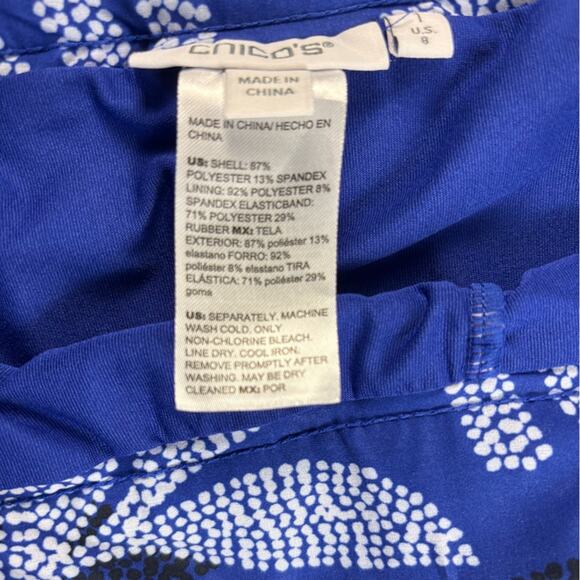 CHICO'S®
1
U.S.
8
MADE IN
CHINA
MADE IN CHINA/ HECHO EN
CHINA
US: SHELL: 87%
POLYESTER 13% SPANDEX
LINING: 92% POLYESTER 8%
SPANDEX ELASTICBAND:
71% POLYESTER 29%
RUBBER MX: TELA
EXTERIOR: 87% poliéster 13%
elastano FORRO: 92%
poliéster 8% elastano TIRA
ELÁSTICA: 71% poliéster 29%
goma
US: SEPARATELY. MACHINE
WASH COLD. ONLY
NON-CHLORINE BLEACH.
LINE DRY. COOL IRON.
REMOVE PROMPTLY AFTER
WASHING. MAY BE DRY
CLEANED MX: POR